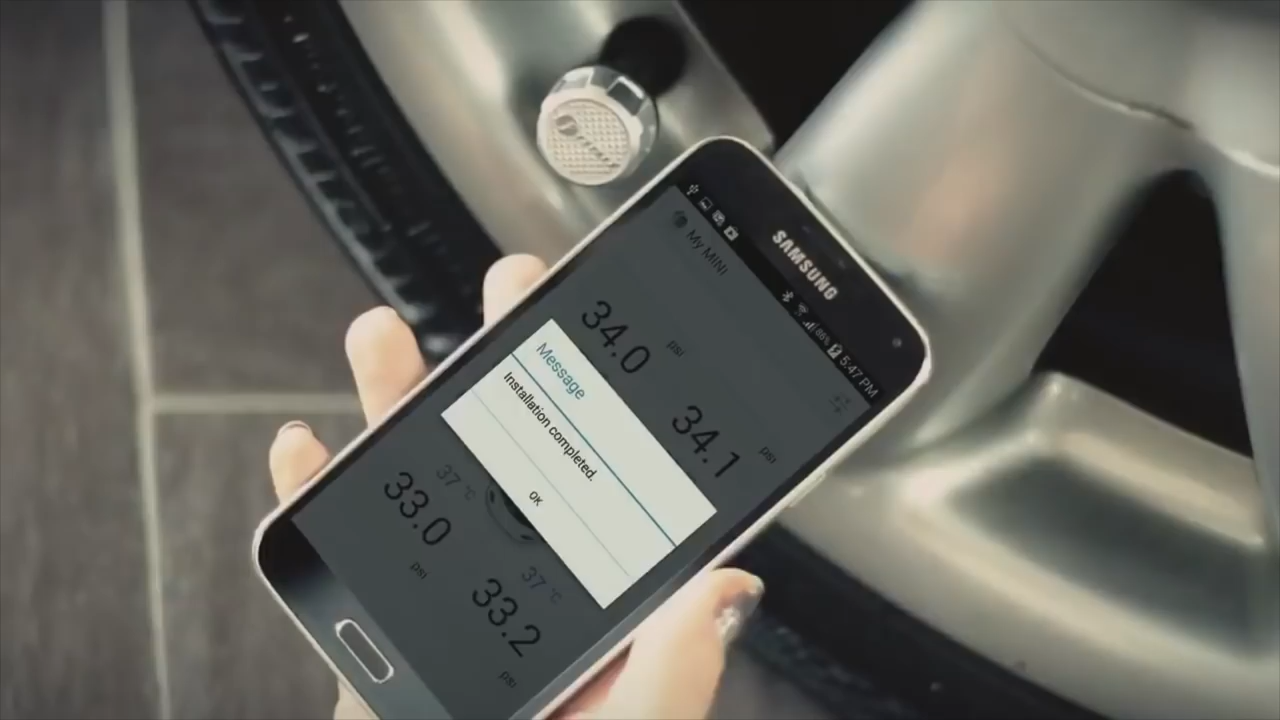 SAMSUNG
86% 5:47 PM
My MINI
34.0 psi
34.1 psi
Message
Installation completed.
OK
37 °C
33.0 psi
37 °C
33.2 psi